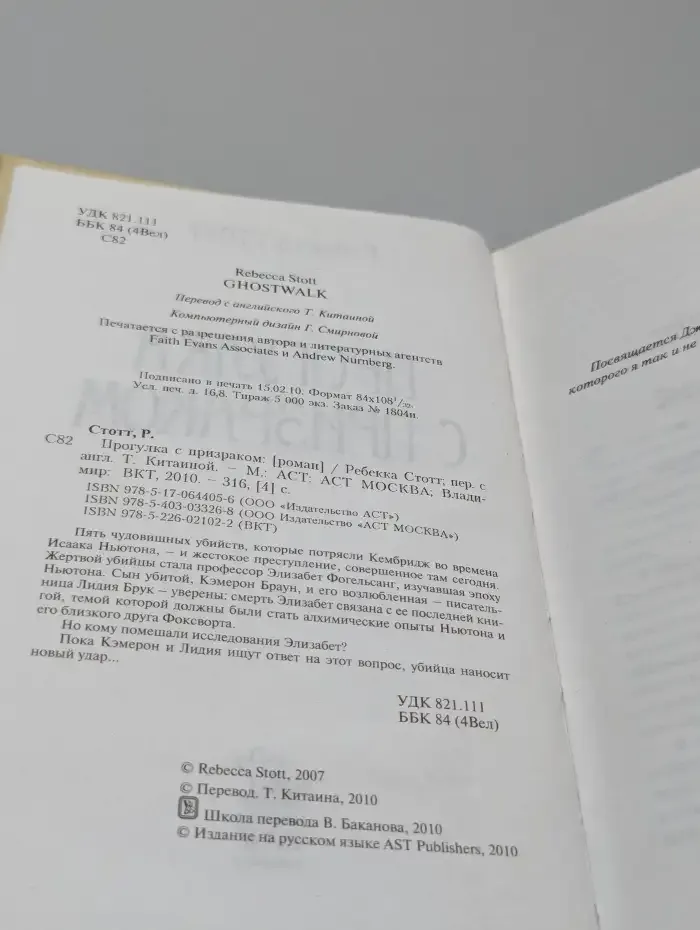 УДК 821.111
ББК 84 (4Вел)
С82
Rebecca Stott
GHOSTWALK
Перевод с английского Т. Китаиной
Компьютерный дизайн Г. Смирновой
Печатается с разрешения автора и литературных агентств
Faith Evans Associates и Andrew Nurnberg.
Подписано в печать 15.02.10. Формат 84х108¹/₃₂.
Усл. печ. л. 16,8. Тираж 5 000 экз. Заказ № 1804и.
Стотт, Р.
С82 Прогулка с призраком: [роман] / Ребекка Стотт; пер. с
англ. Т. Китаиной. – М.: АСТ: АСТ МОСКВА; Влади-
мир: ВКТ, 2010. – 316, [4] с.
ISBN 978-5-17-064405-6 (ООО «Издательство АСТ»)
ISBN 978-5-403-03326-8 (ООО Издательство «АСТ МОСКВА»)
ISBN 978-5-226-02102-2 (ВКТ)
Пять чудовищных убийств, которые потрясли Кембридж во времена
Исаака Ньютона, – и жестокое преступление, совершенное там сегодня.
Жертвой убийцы стала профессор Элизабет Фогельсанг, изучавшая эпоху
Ньютона. Сын убитой, Кэмерон Браун, и его возлюбленная – писатель-
ница Лидия Брук – уверены: смерть Элизабет связана с ее последней кни-
гой, темой которой должны были стать алхимические опыты Ньютона и
его близкого друга Фоксворта.
Но кому помешали исследования Элизабет?
Пока Кэмерон и Лидия ищут ответ на этот вопрос, убийца наносит
новый удар...
УДК 821.111
ББК 84 (4Вел)
© Rebecca Stott, 2007
© Перевод. Т. Китаина, 2010
Школа перевода В. Баканова, 2010
© Издание на русском языке AST Publishers, 2010
Посвящается
которого я так и не